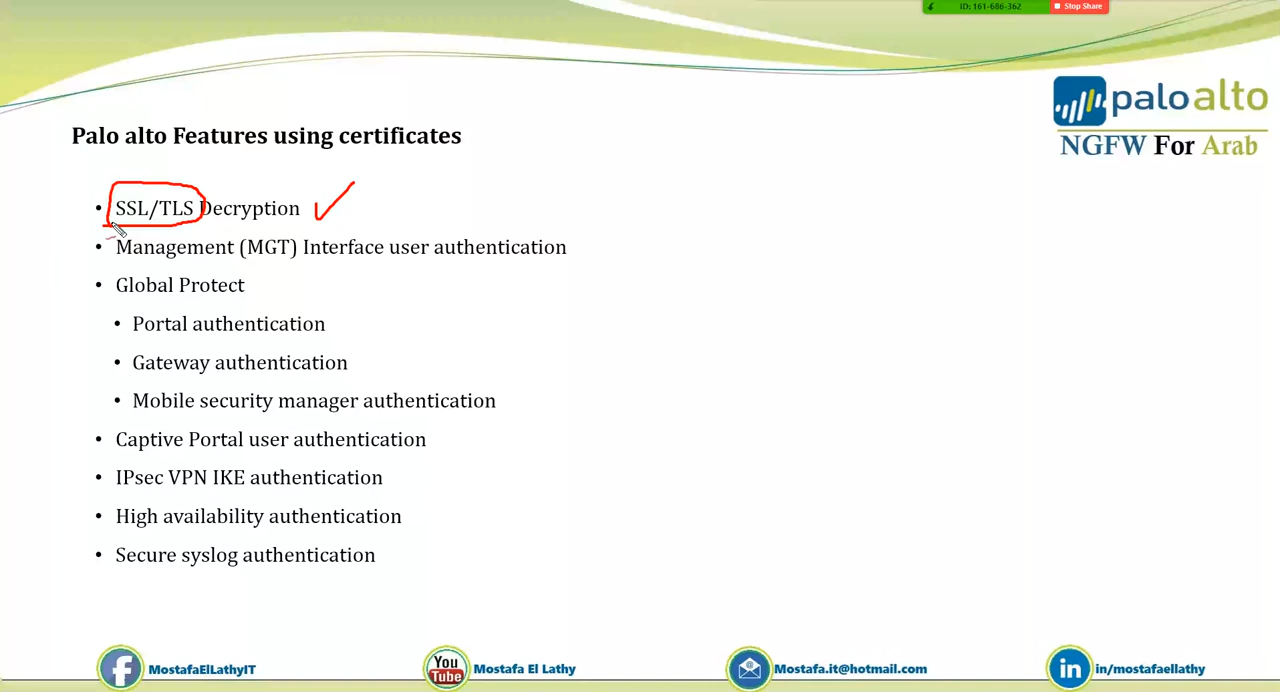 ID: 161-686-362 Stop Share
paloalto
NGFW For Arab
Palo alto Features using certificates
• SSL/TLS Decryption
• Management (MGT) Interface user authentication
• Global Protect
• Portal authentication
• Gateway authentication
• Mobile security manager authentication
• Captive Portal user authentication
• IPsec VPN IKE authentication
• High availability authentication
• Secure syslog authentication
f MostafaElLathyIT You Tube Mostafa El Lathy Mostafa.it@hotmail.com in in/mostafaellathy